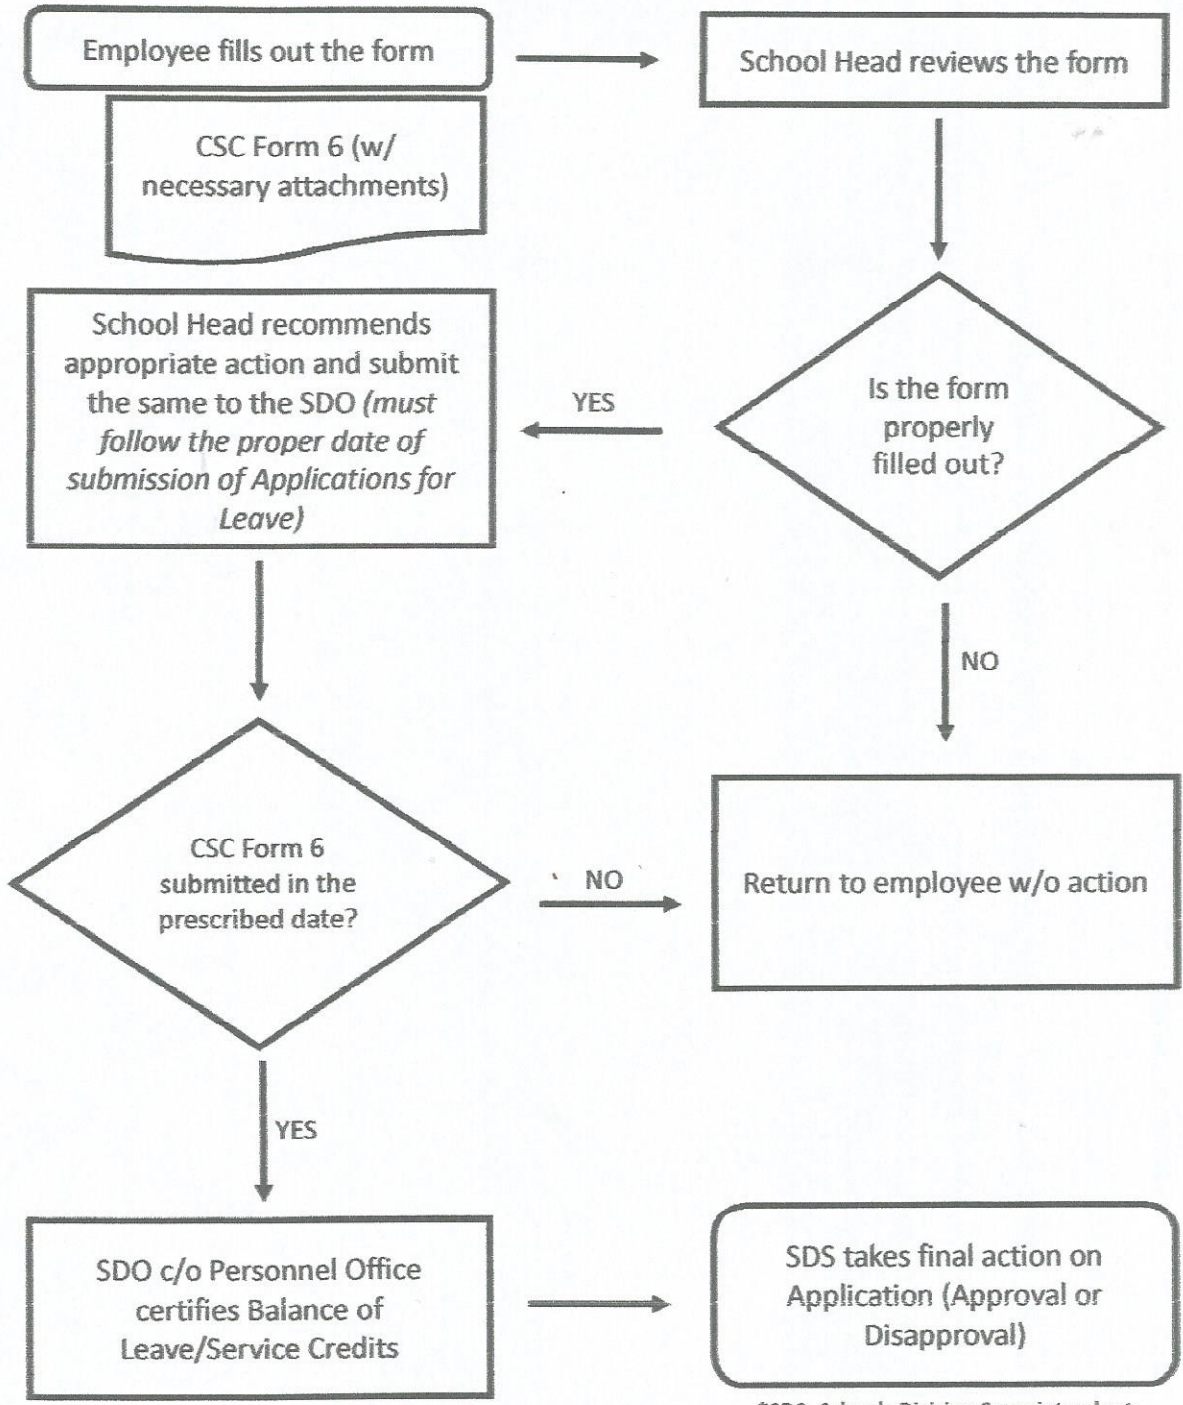 Employee fills out the form
School Head reviews the form
CSC Form 6 (w/
necessary attachments)
School Head recommends
appropriate action and submit
the same to the SDO (must
follow the proper date of
submission of Applications for
Leave)
YES
Is the form
properly
filled out?
NO
CSC Form 6
submitted in the
prescribed date?
NO
Return to employee w/o action
YES
SDO c/o Personnel Office
certifies Balance of
Leave/Service Credits
SDS takes final action on
Application (Approval or
Disapproval)